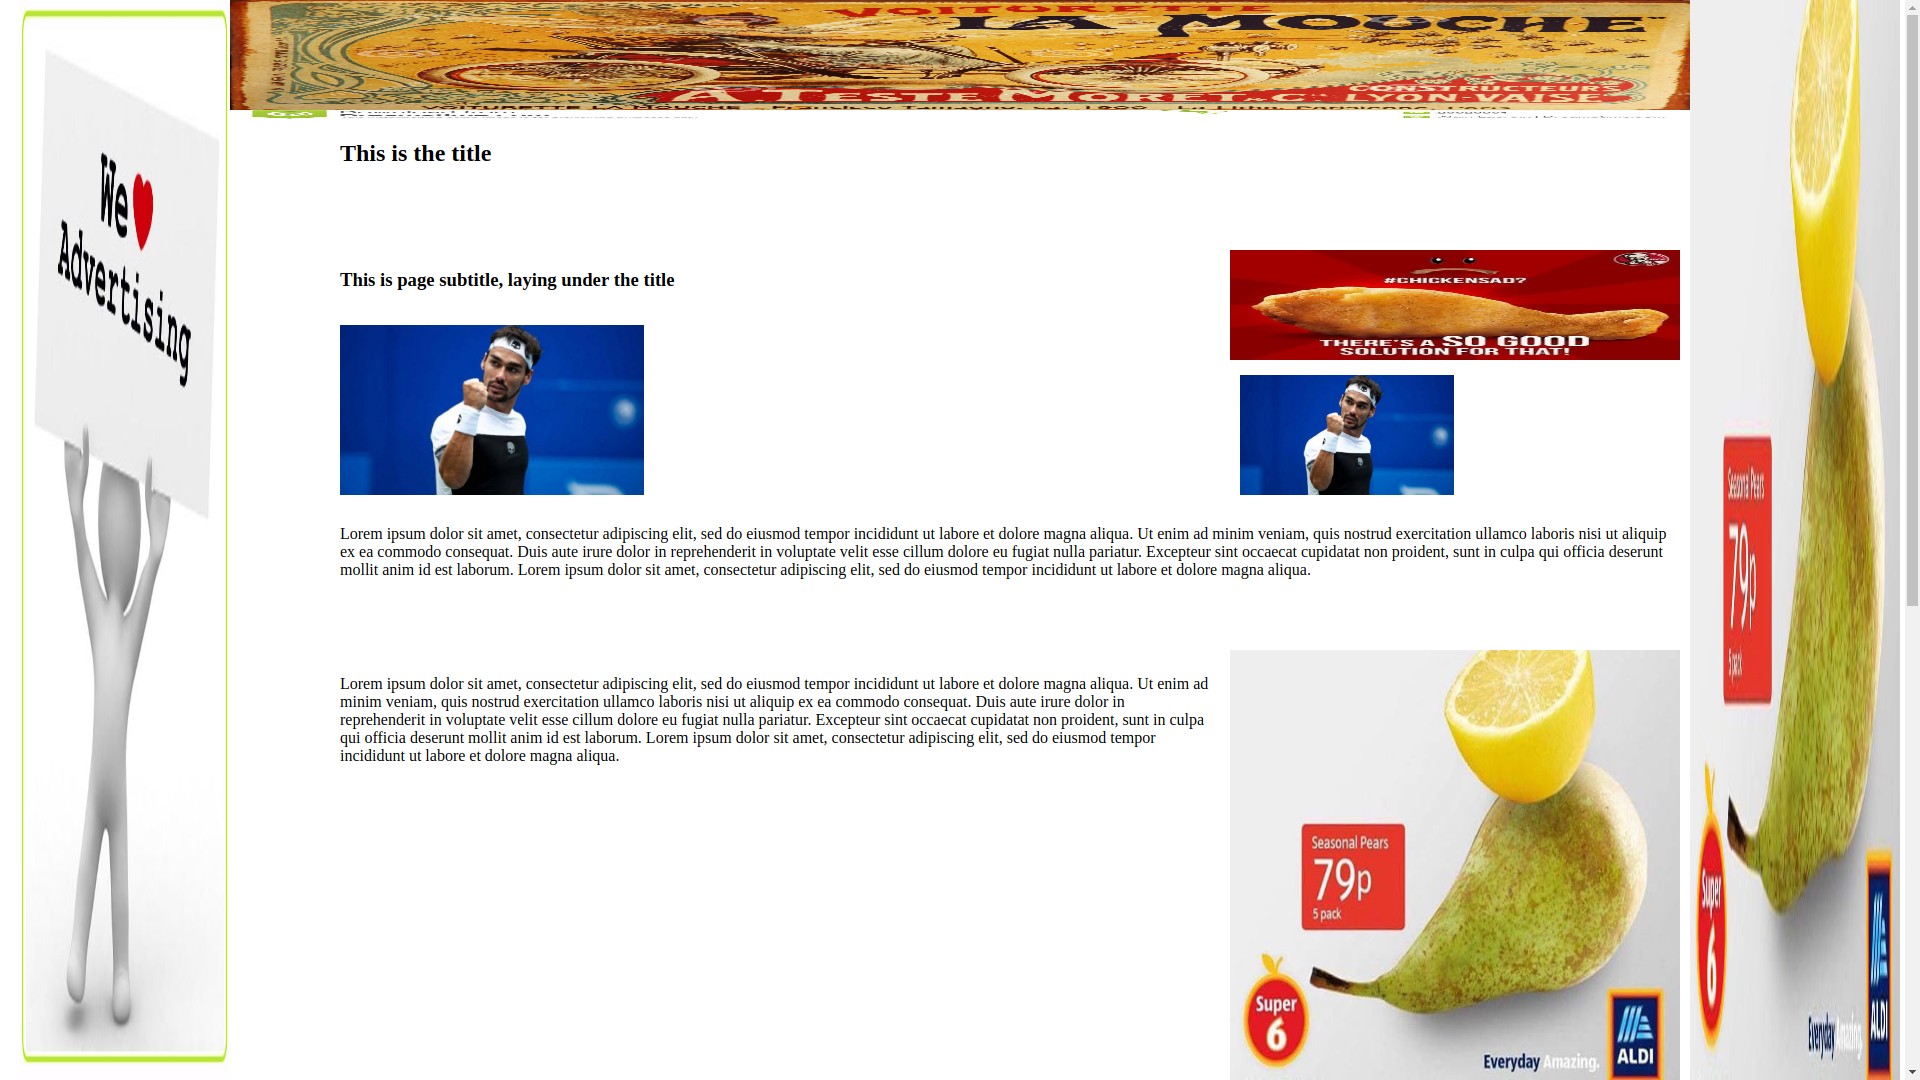 We
Advertising
VOITURETTE
"LA MOUCHE"
A. TESTE MORET & C.
CONSTRUCTEURS
LYON-VAISE
This is the title
This is page subtitle, laying under the title
#CHICKENSAD?
THERE'S A SO GOOD
SOLUTION FOR THAT!
Lorem ipsum dolor sit amet, consectetur adipiscing elit, sed do eiusmod tempor incididunt ut labore et dolore magna aliqua. Ut enim ad minim veniam, quis nostrud exercitation ullamco laboris nisi ut aliquip
ex ea commodo consequat. Duis aute irure dolor in reprehenderit in voluptate velit esse cillum dolore eu fugiat nulla pariatur. Excepteur sint occaecat cupidatat non proident, sunt in culpa qui officia deserunt
mollit anim id est laborum. Lorem ipsum dolor sit amet, consectetur adipiscing elit, sed do eiusmod tempor incididunt ut labore et dolore magna aliqua.
Lorem ipsum dolor sit amet, consectetur adipiscing elit, sed do eiusmod tempor incididunt ut labore et dolore magna aliqua. Ut enim ad
minim veniam, quis nostrud exercitation ullamco laboris nisi ut aliquip ex ea commodo consequat. Duis aute irure dolor in
reprehenderit in voluptate velit esse cillum dolore eu fugiat nulla pariatur. Excepteur sint occaecat cupidatat non proident, sunt in culpa
qui officia deserunt mollit anim id est laborum. Lorem ipsum dolor sit amet, consectetur adipiscing elit, sed do eiusmod tempor
incididunt ut labore et dolore magna aliqua.
Seasonal Pears
79p
5 pack
Super
6
Everyday Amazing.
ALDI
Seasonal Pears
79p
5 pack
Super
6
Everyday Amazing.
ALDI